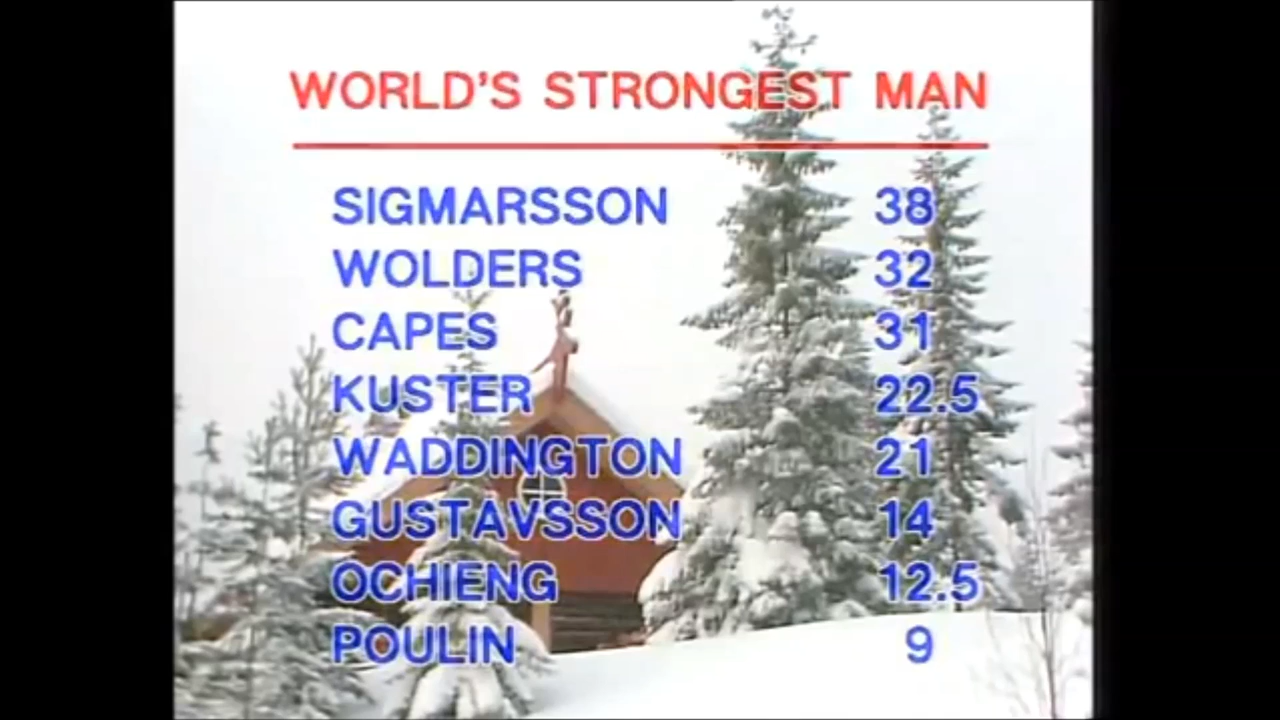 WORLD'S STRONGEST MAN
SIGMARSSON 38
WOLDERS 32
CAPES 31
KUSTER 22.5
WADDINGTON 21
GUSTAVSSON 14
OCHIENG 12.5
POULIN 9